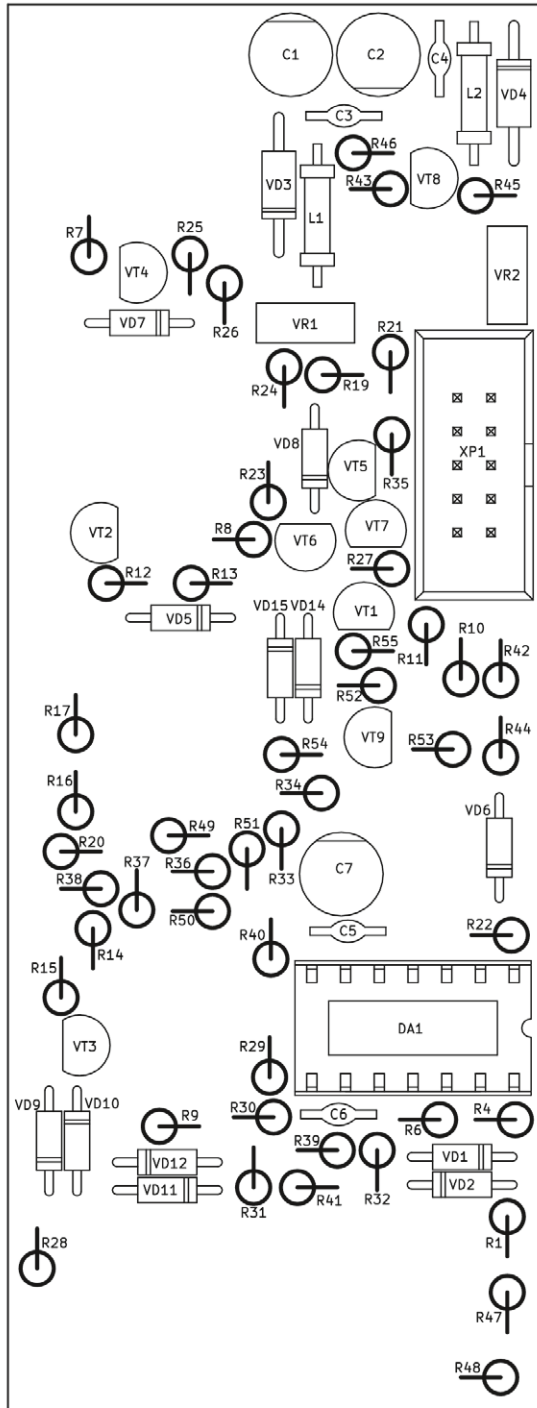 C1
C2
C4
L2
VD4
C3
R46
VD3
R43
VT8
R45
L1
R7
R25
VT4
VR2
VD7
R26
VR1
R21
R24
R19
VD8
XP1
VT5
R23
R35
VT2
R8
VT6
VT7
R27
R12
R13
VD15
VD14
VT1
VD5
R55
R11
R10
R42
R52
R17
VT9
R53
R44
R54
R16
R34
VD6
R20
R49
R51
R37
R36
R33
C7
R38
R50
R22
R14
R40
C5
R15
DA1
VT3
R29
VD9
VD10
R9
R30
C6
R6
R4
R39
VD12
VD1
VD11
R31
R41
R32
VD2
R28
R1
R47
R48